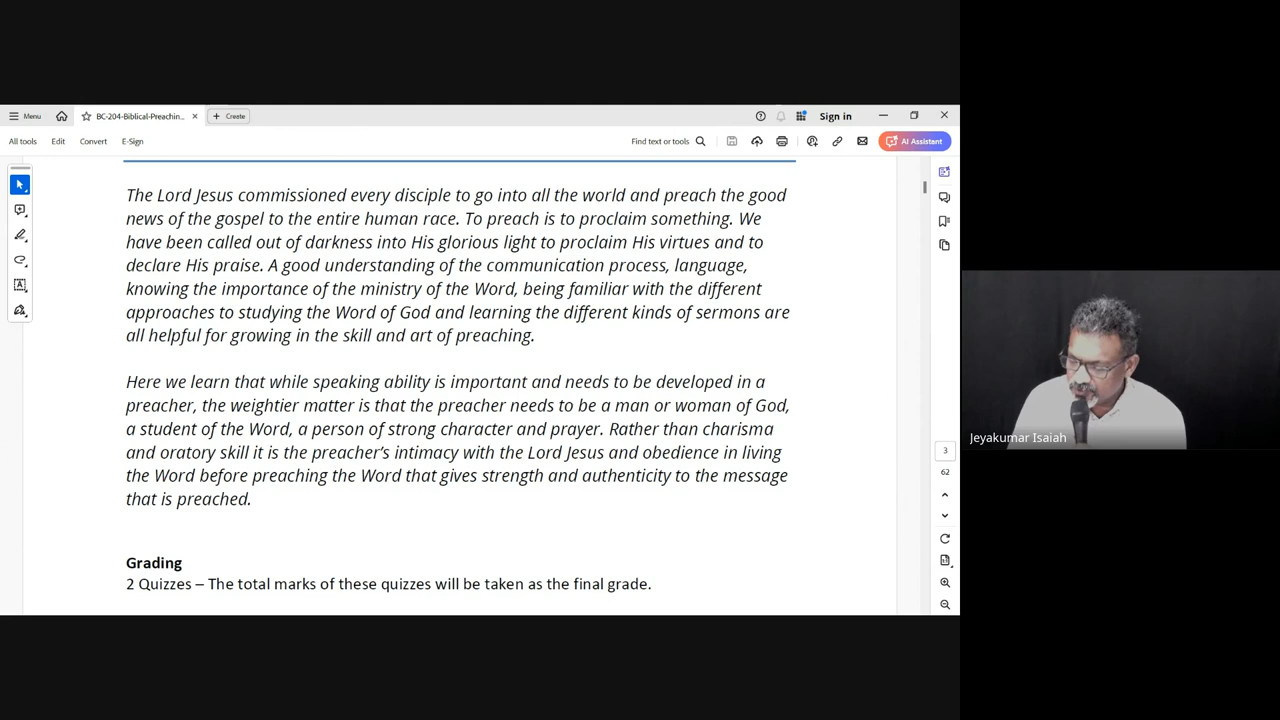 Menu
BC-204-Biblical-Preachin...
Create
Sign in
All tools
Edit
Convert
E-Sign
Find text or tools
AI Assistant
The Lord Jesus commissioned every disciple to go into all the world and preach the good
news of the gospel to the entire human race. To preach is to proclaim something. We
have been called out of darkness into His glorious light to proclaim His virtues and to
declare His praise. A good understanding of the communication process, language,
knowing the importance of the ministry of the Word, being familiar with the different
approaches to studying the Word of God and learning the different kinds of sermons are
all helpful for growing in the skill and art of preaching.
Here we learn that while speaking ability is important and needs to be developed in a
preacher, the weightier matter is that the preacher needs to be a man or woman of God,
a student of the Word, a person of strong character and prayer. Rather than charisma
and oratory skill it is the preacher's intimacy with the Lord Jesus and obedience in living
the Word before preaching the Word that gives strength and authenticity to the message
that is preached.
Grading
2 Quizzes – The total marks of these quizzes will be taken as the final grade.
3
62
Jeyakumar Isaiah